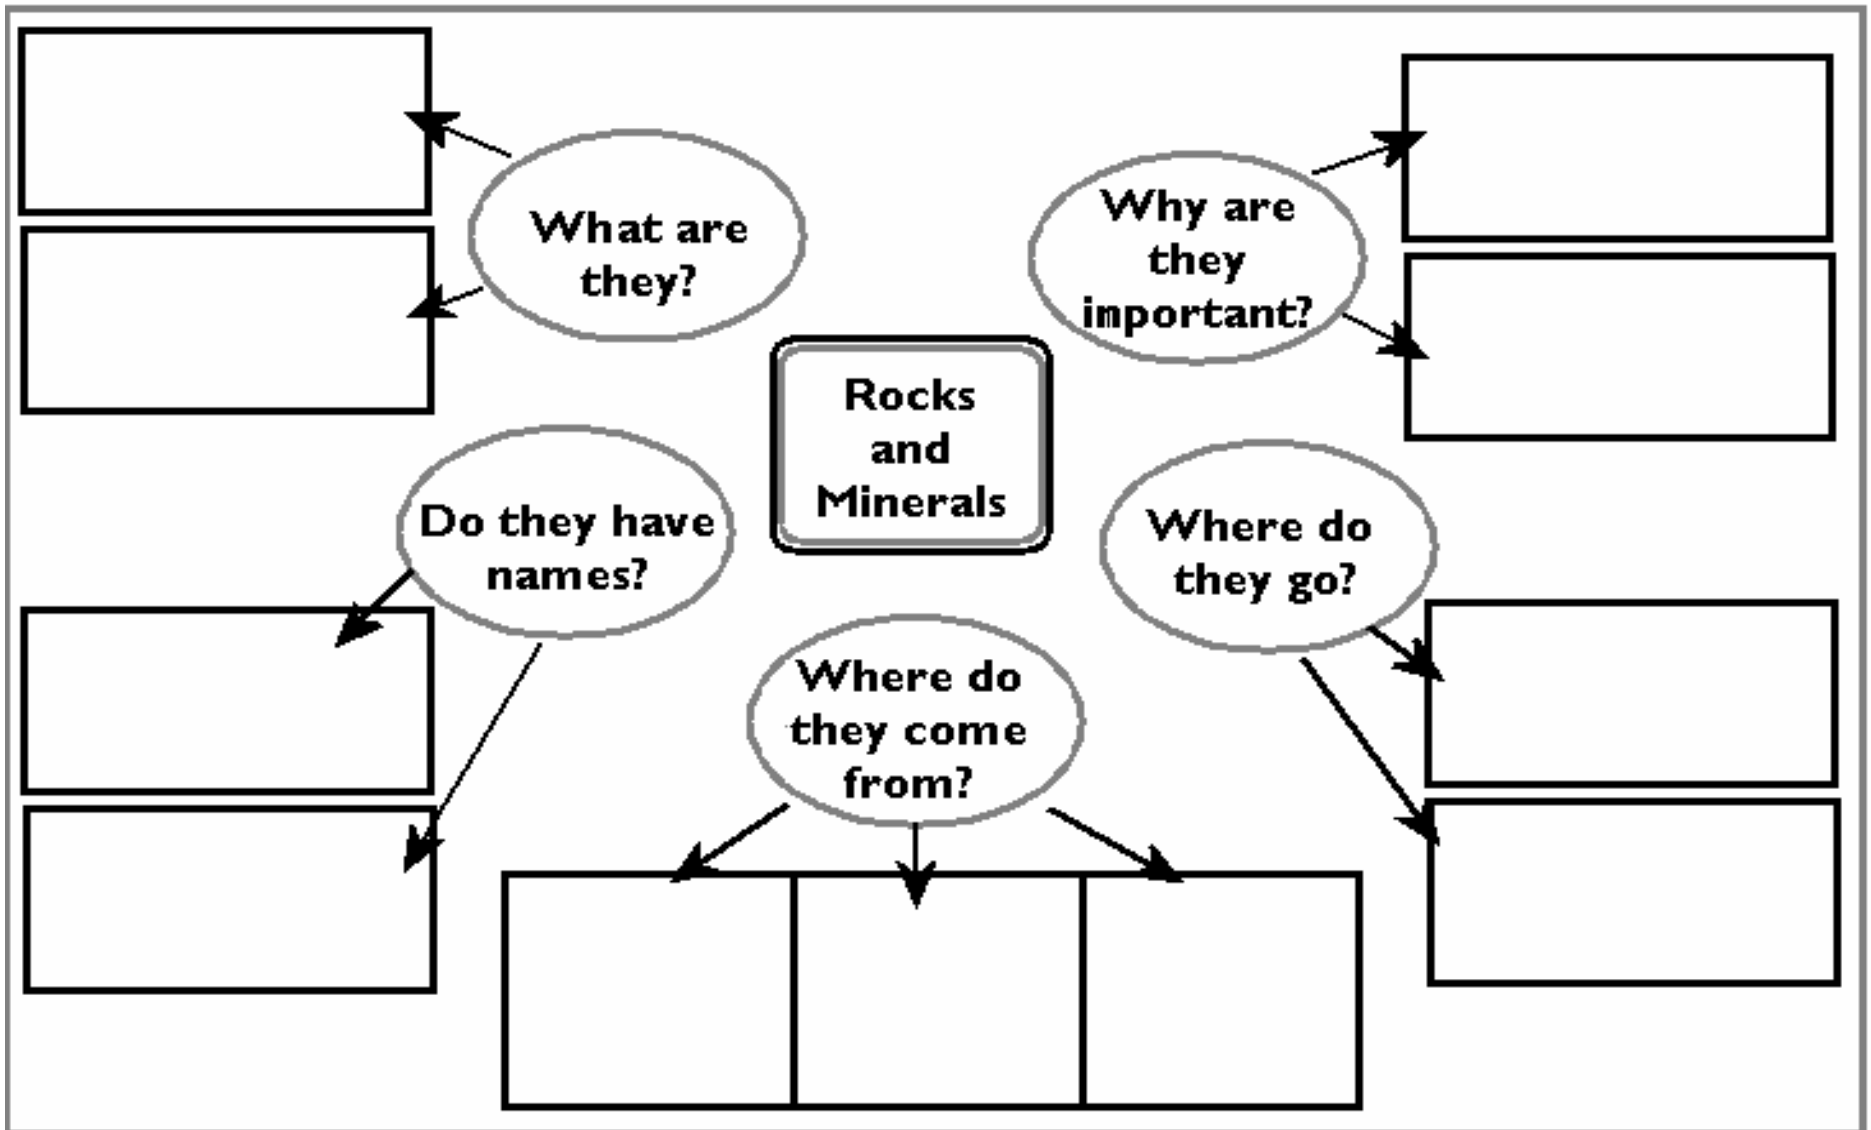 What are
they?
Why are
they
important?
Rocks
and
Minerals
Do they have
names?
Where do
they go?
Where do
they come
from?